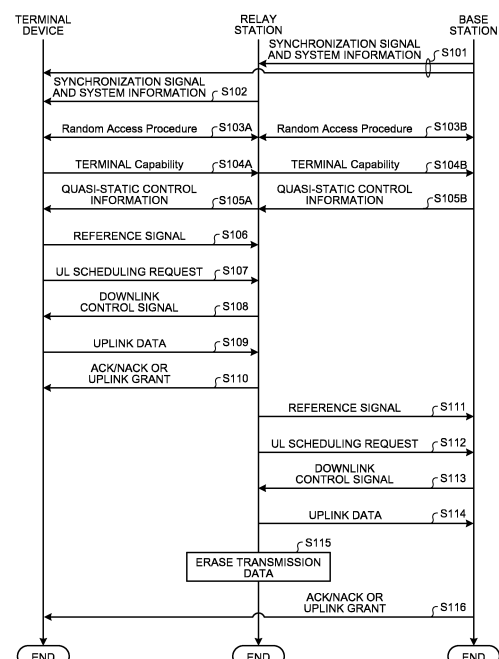 TERMINAL DEVICE
RELAY STATION
BASE STATION
SYNCHRONIZATION SIGNAL
AND SYSTEM INFORMATION
S101
SYNCHRONIZATION SIGNAL
AND SYSTEM INFORMATION
S102
Random Access Procedure
S103A
Random Access Procedure
S103B
TERMINAL Capability
S104A
TERMINAL Capability
S104B
QUASI-STATIC CONTROL
INFORMATION
S105A
QUASI-STATIC CONTROL
INFORMATION
S105B
REFERENCE SIGNAL
S106
UL SCHEDULING REQUEST
S107
DOWNLINK
CONTROL SIGNAL
S108
UPLINK DATA
S109
ACK/NACK OR
UPLINK GRANT
S110
REFERENCE SIGNAL
S111
UL SCHEDULING REQUEST
S112
DOWNLINK
CONTROL SIGNAL
S113
UPLINK DATA
S114
S115
ERASE TRANSMISSION
DATA
ACK/NACK OR
UPLINK GRANT
S116
END
END
END